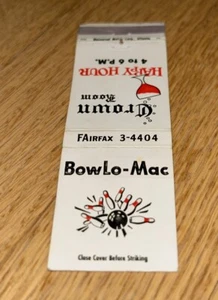 BowLo-Mac
Close Cover Before Striking
FAirfax 3-4404
Crown
Room
HAPPY HOUR
4 to 6 P.M.